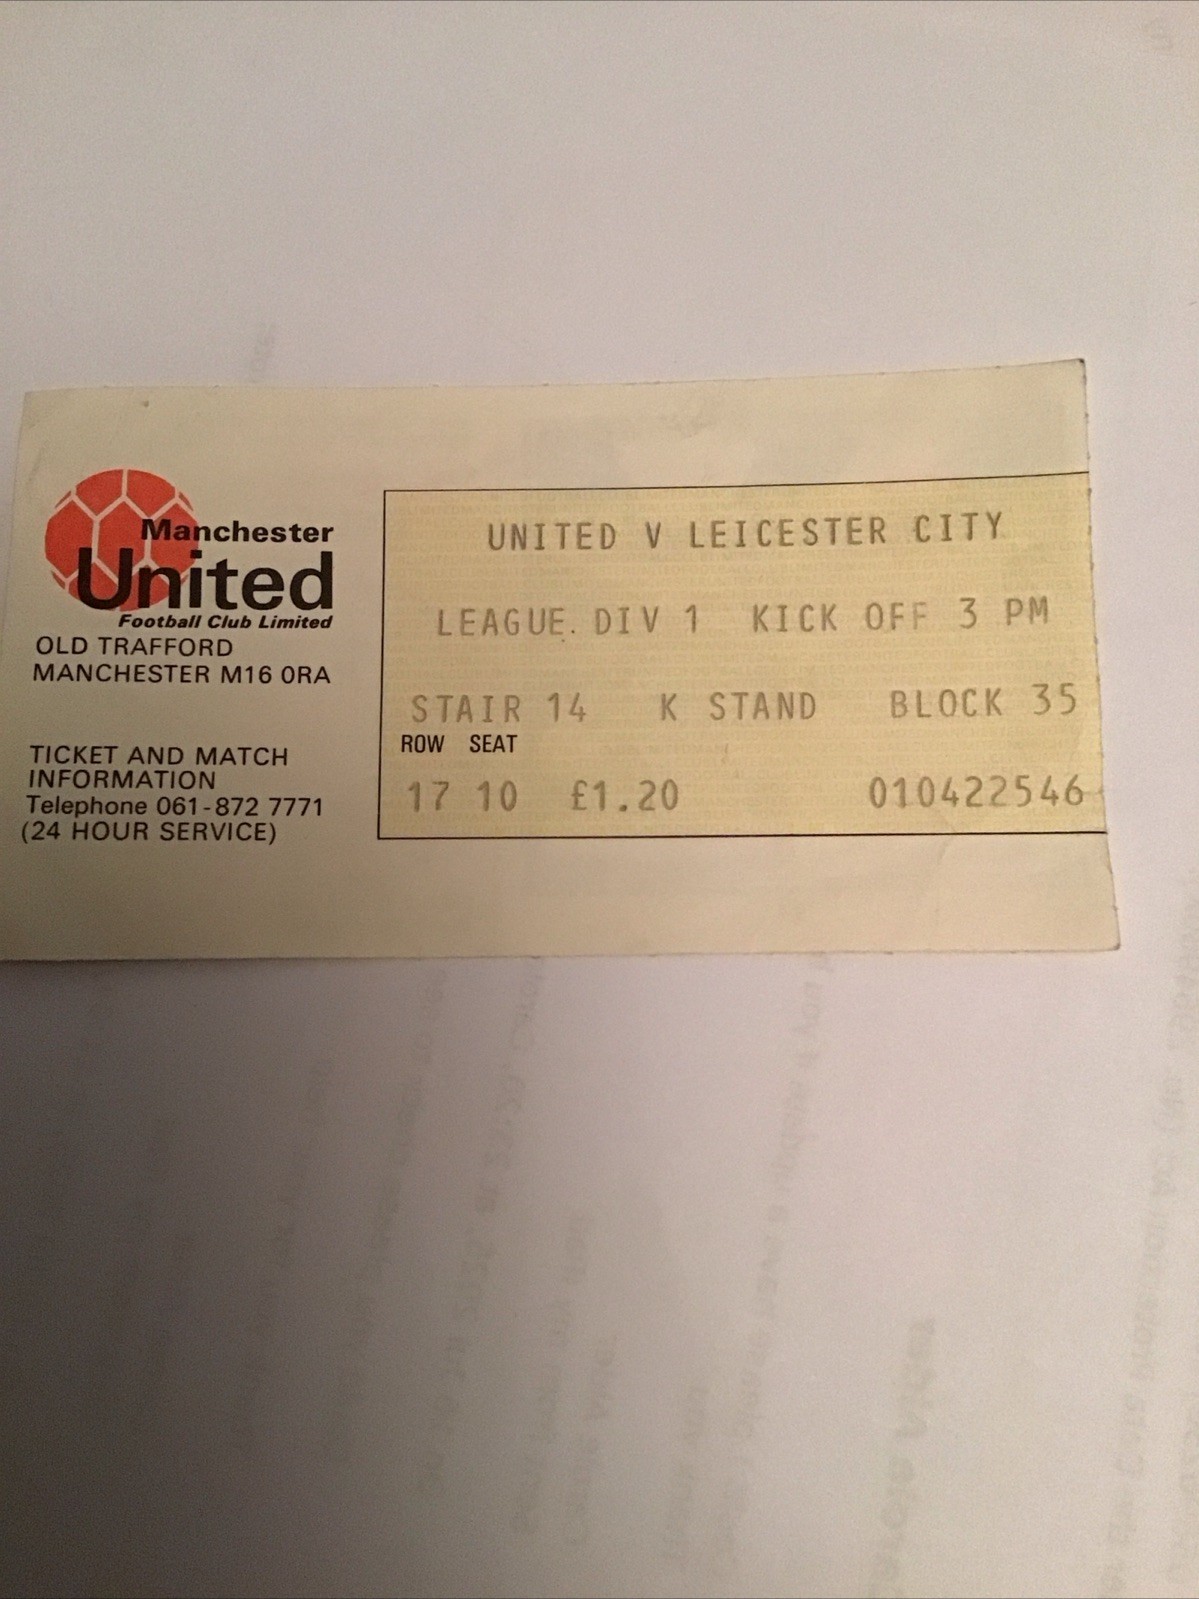 Manchester
United
Football Club Limited
OLD TRAFFORD
MANCHESTER M16 0RA
TICKET AND MATCH
INFORMATION
Telephone 061-872 7771
(24 HOUR SERVICE)
UNITED V LEICESTER CITY
LEAGUE. DIV 1 KICK OFF 3 PM
STAIR 14 K STAND BLOCK 35
ROW SEAT
17 10 £1.20 010422546